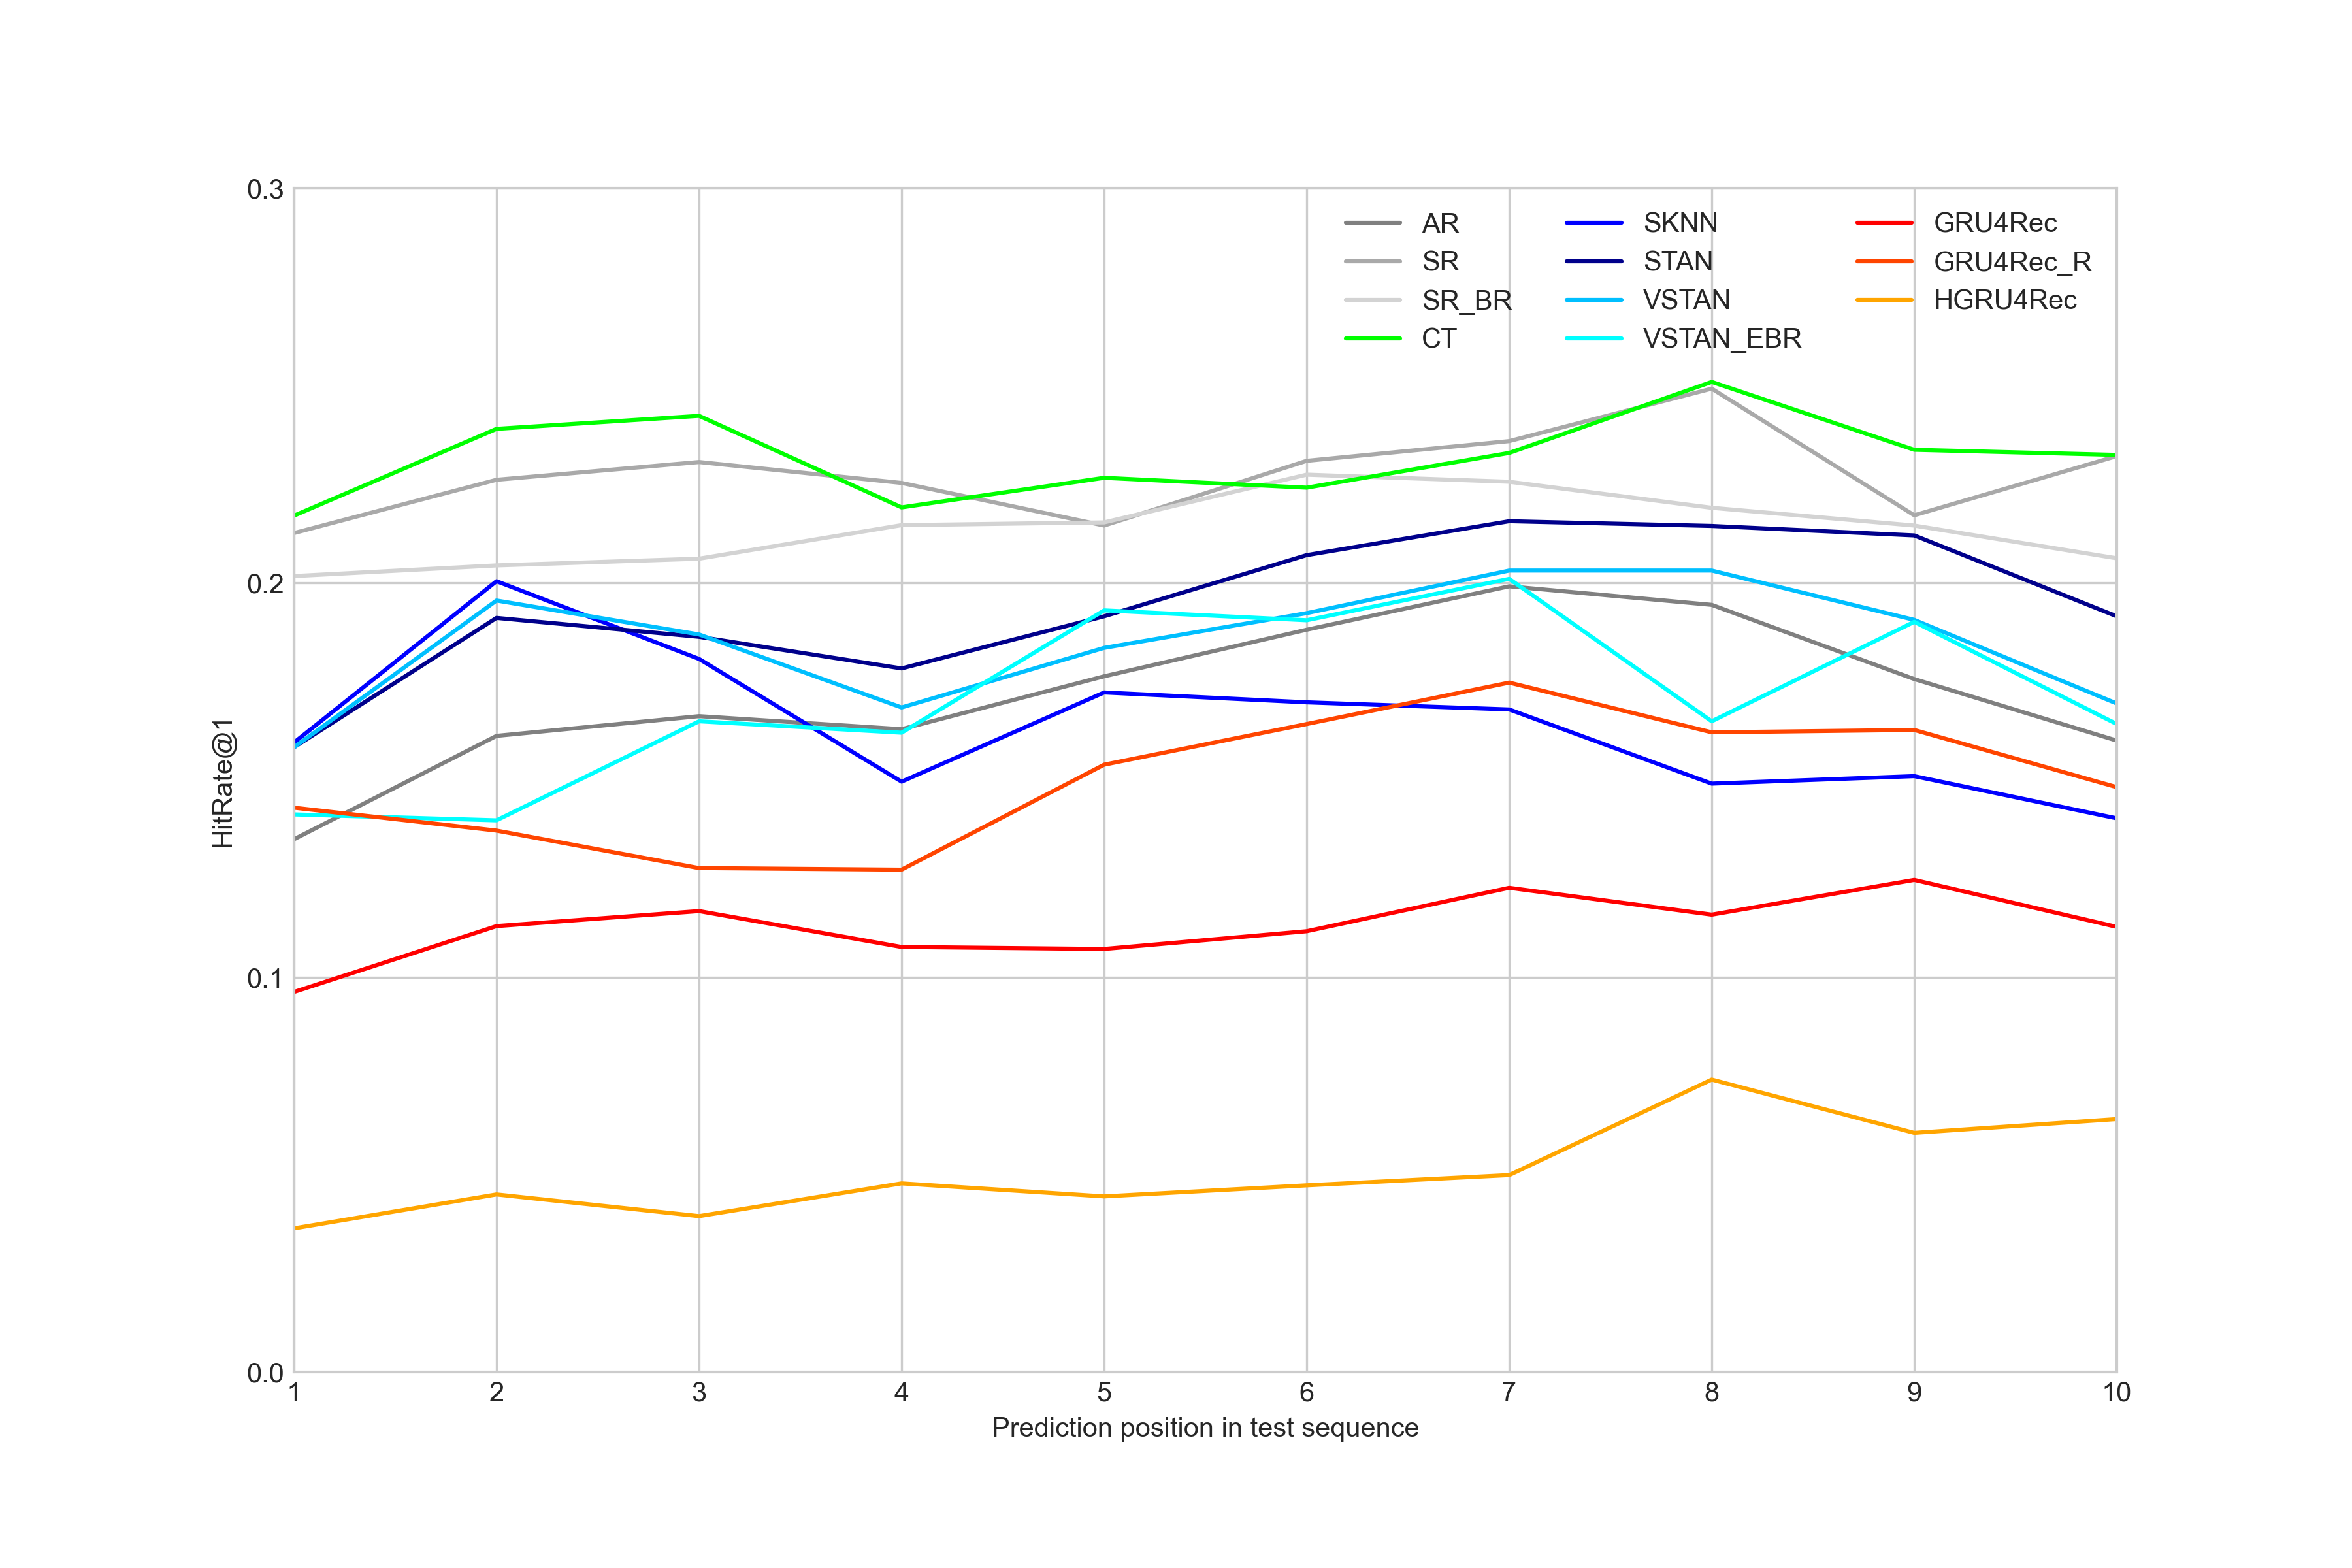 0.3
0.2
0.1
0.0
HitRate@1
AR
SR
SR_BR
CT
SKNN
STAN
VSTAN
VSTAN_EBR
GRU4Rec
GRU4Rec_R
HGRU4Rec
1 2 3 4 5 6 7 8 9 10
Prediction position in test sequence